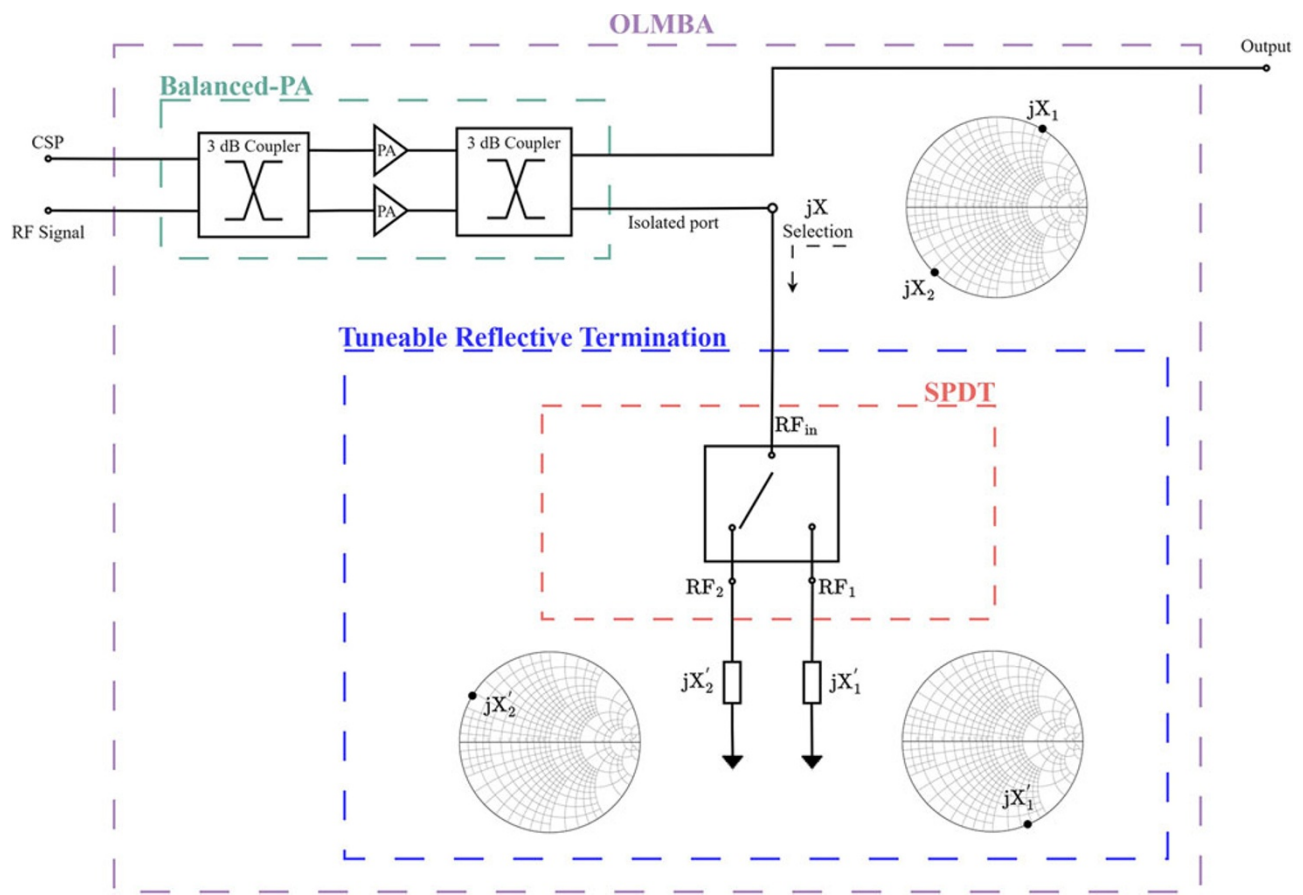 OLMBA
Output
Balanced-PA
CSP
3 dB Coupler
PA
3 dB Coupler
PA
RF Signal
Isolated port
jX
Selection
jX₁
jX₂
Tuneable Reflective Termination
SPDT
RFᵢₙ
RF₂
RF₁
jX₂′
jX₁′
jX₂′
jX₁′